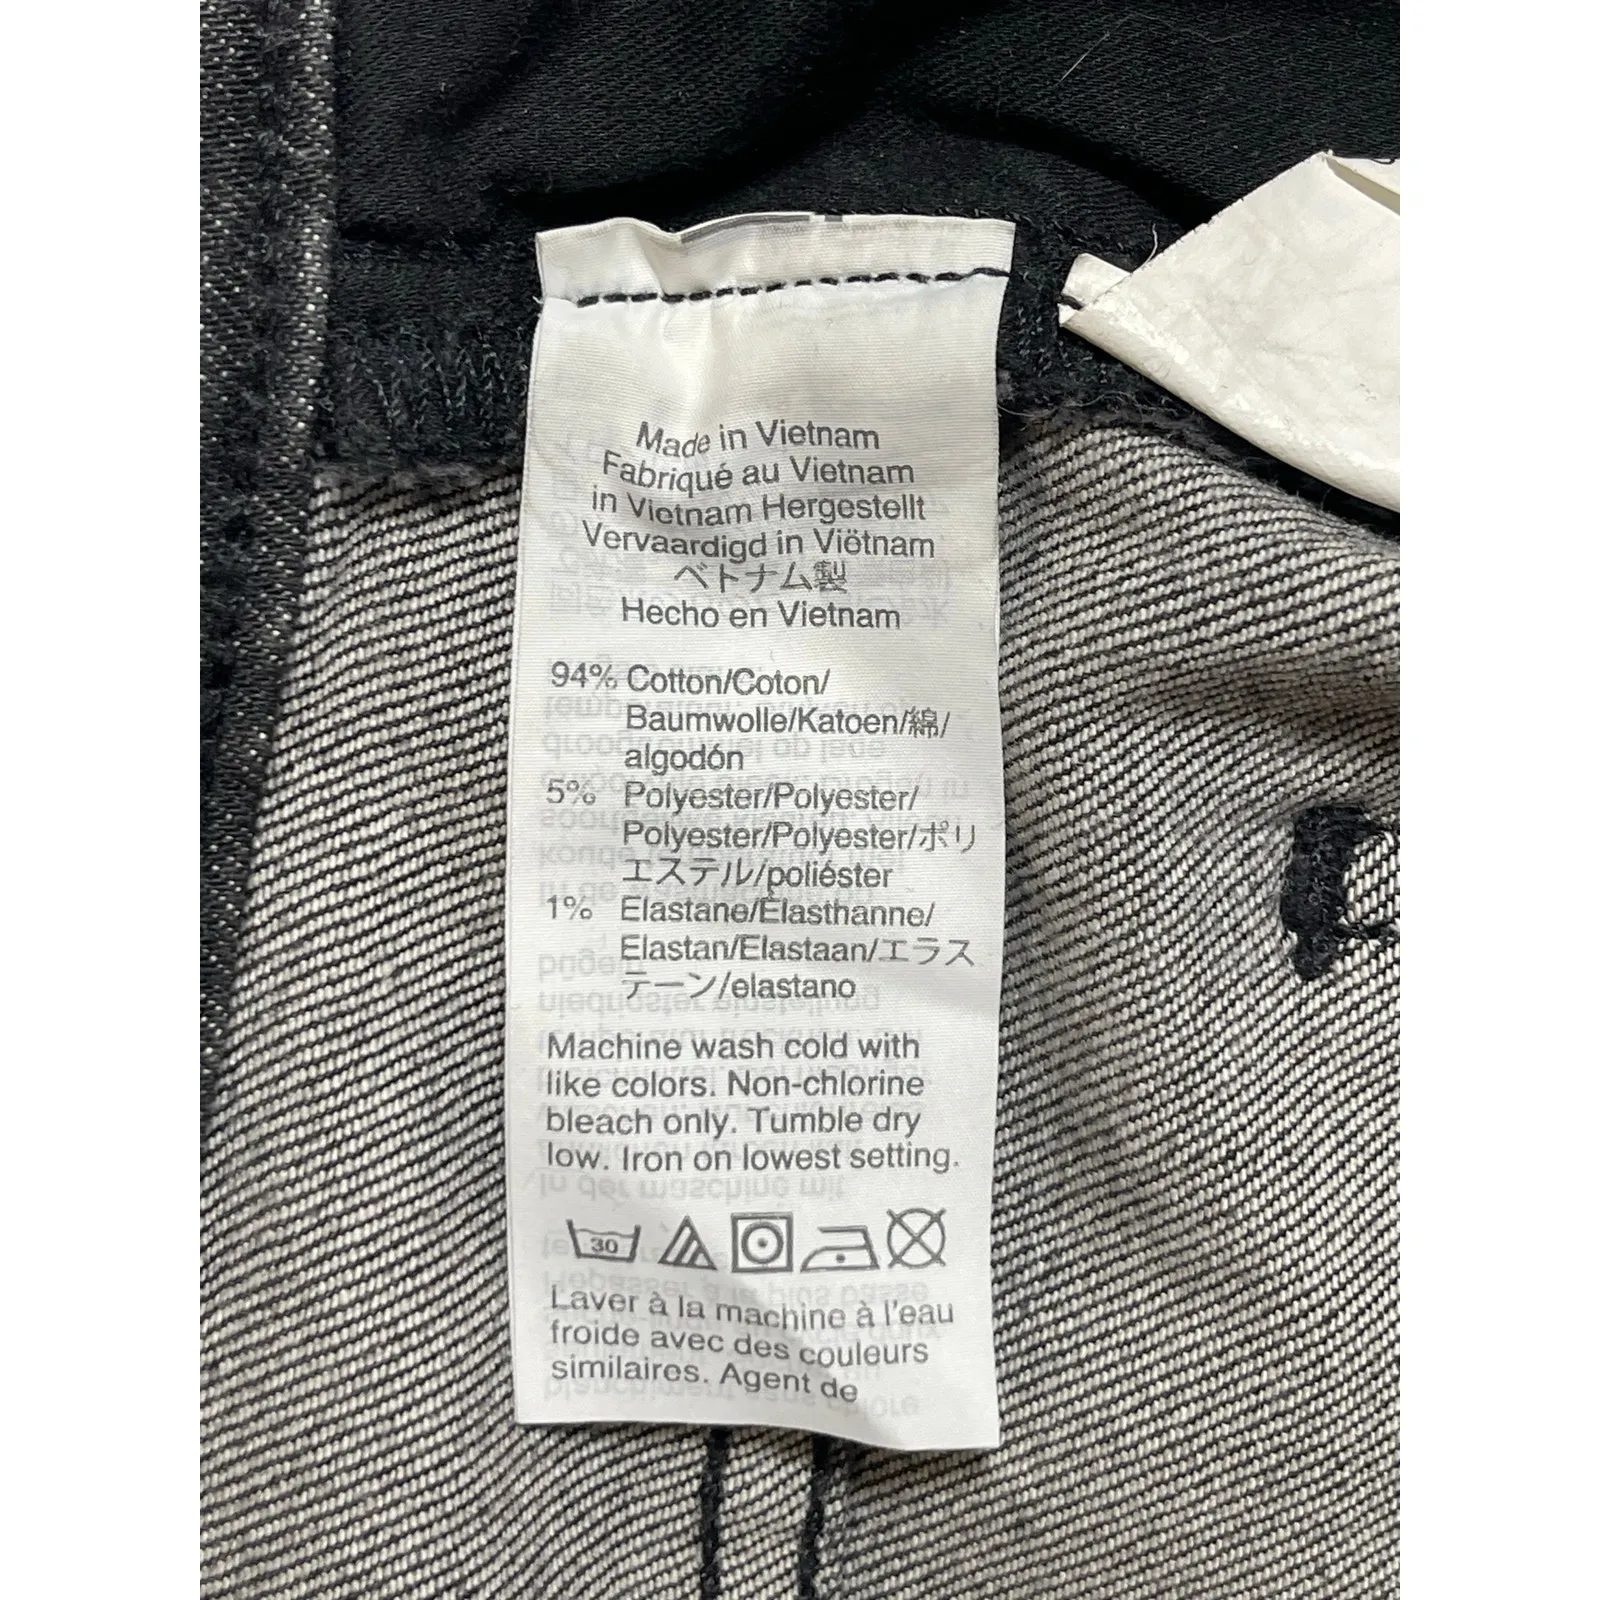 Made in Vietnam
Fabriqué au Vietnam
in Vietnam Hergestellt
Vervaardigd in Viëtnam
ベトナム製
Hecho en Vietnam
94% Cotton/Coton/
Baumwolle/Katoen/綿/
algodón
5% Polyester/Polyester/
Polyester/Polyester/ポリ
エステル/poliéster
1% Elastane/Élasthanne/
Elastan/Elastaan/エラス
テーン/elastano
Machine wash cold with
like colors. Non-chlorine
bleach only. Tumble dry
low. Iron on lowest setting.
30
Laver à la machine à l'eau
froide avec des couleurs
similaires. Agent de